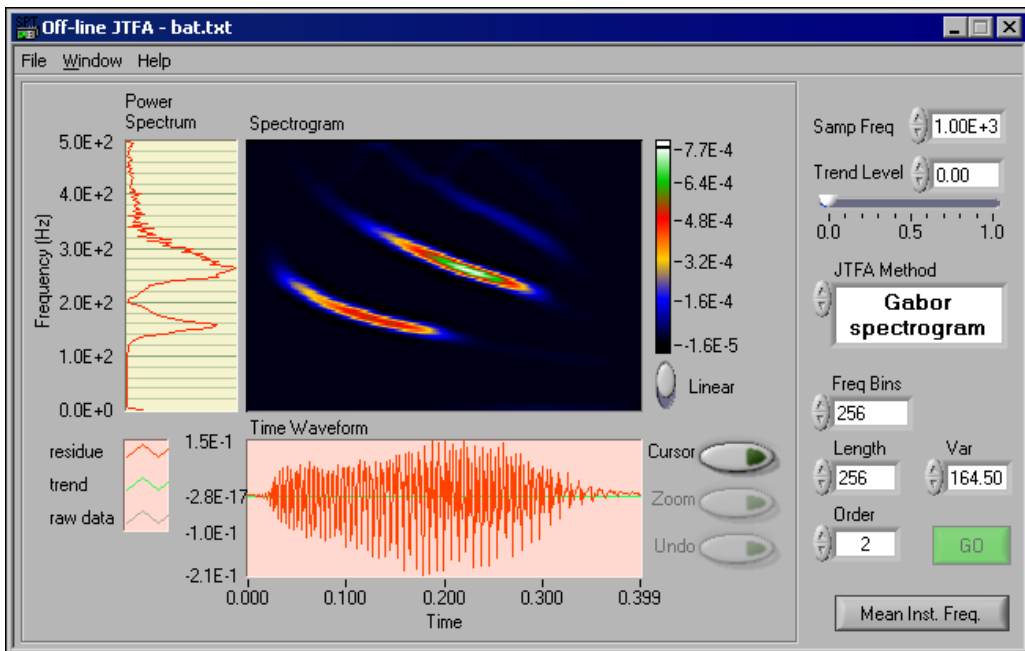 Off-line JTFA - bat.txt
File Window Help
Power
Spectrum
Spectrogram
5.0E+2
4.0E+2
3.0E+2
2.0E+2
1.0E+2
0.0E+0
Frequency (Hz)
-7.7E-4
-6.4E-4
-4.8E-4
-3.2E-4
-1.6E-4
--1.6E-5
Linear
Samp Freq 1.00E+3
Trend Level 0.00
0.0 0.5 1.0
JTFA Method
Gabor
spectrogram
Freq Bins
256
Length Var
256 164.50
Order
2 GO
Mean Inst. Freq.
Time Waveform
residue
trend
raw data
1.5E-1
-2.8E-17
-1.0E-1
-2.1E-1
0.000 0.100 0.200 0.300 0.399
Time
Cursor
Zoom
Undo